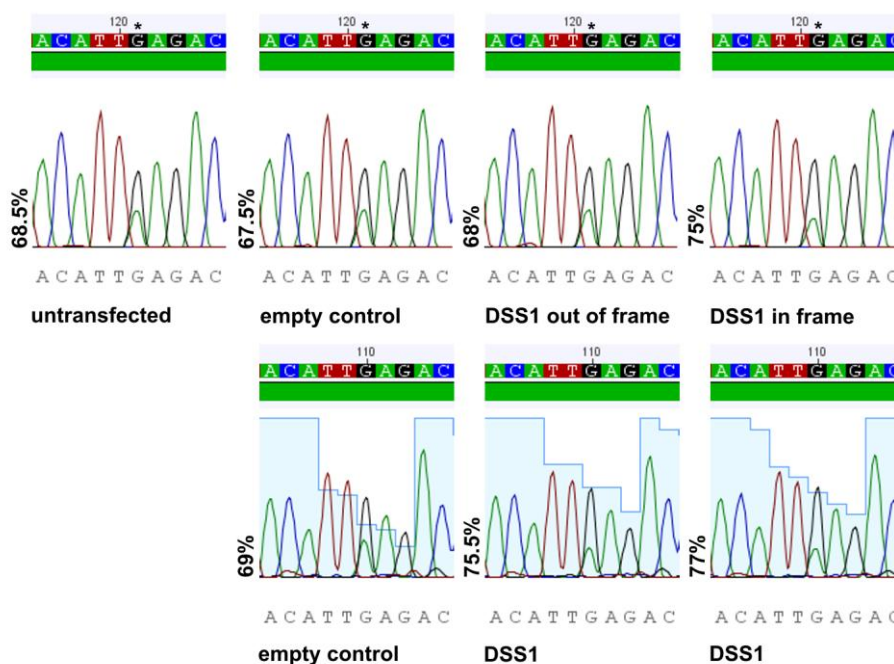 120 * 120 * 120 * 120 *
ACATTGAGAC ACATTGAGAC ACATTGAGAC ACATTGAGAC
68.5% 67.5% 68% 75%
ACATTGAGAC ACATTGAGAC ACATTGAGAC ACATTGAGAC
untransfected empty control DSS1 out of frame DSS1 in frame
110 110 110
ACATTGAGAC ACATTGAGAC ACATTGAGAC
69% 75.5% 77%
ACATTGAGAC ACATTGAGAC ACATTGAGAC
empty control DSS1 DSS1